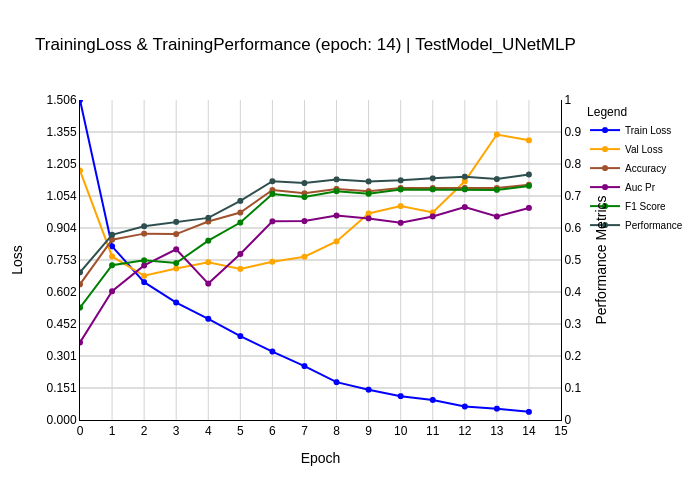 TrainingLoss & TrainingPerformance (epoch: 14) | TestModel_UNetMLP
1.506
1.355
1.205
1.054
0.904
0.753
0.602
0.452
0.301
0.151
0.000
Loss
0 1 2 3 4 5 6 7 8 9 10 11 12 13 14 15
Epoch
1
0.9
0.8
0.7
0.6
0.5
0.4
0.3
0.2
0.1
0
Performance Metrics
Legend
Train Loss
Val Loss
Accuracy
Auc Pr
F1 Score
Performance